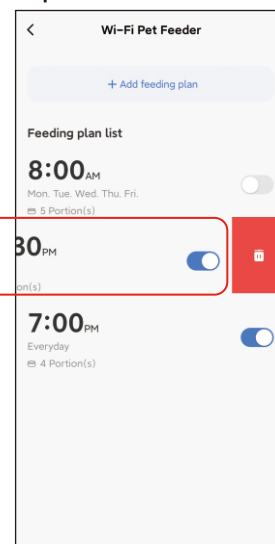 Wi-Fi Pet Feeder
+ Add feeding plan
Feeding plan list
8:00AM
Mon. Tue. Wed. Thu. Fri.
5 Portion(s)
30PM
on(s)
7:00PM
Everyday
4 Portion(s)